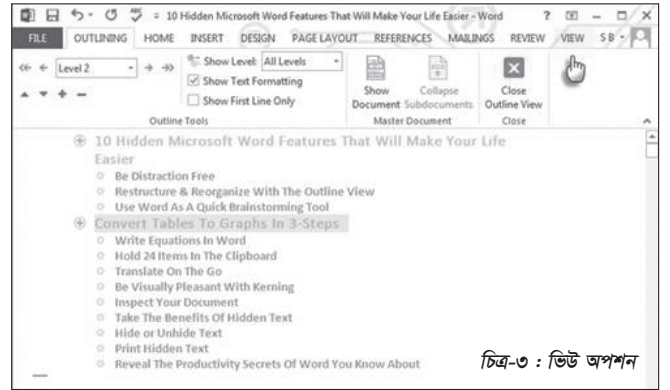 10 Hidden Microsoft Word Features That Will Make Your Life Easier - Word
FILE OUTLINING HOME INSERT DESIGN PAGE LAYOUT REFERENCES MAILINGS REVIEW VIEW S B
Level 2
Show Level: All Levels
Show Text Formatting
Show First Line Only
Outline Tools
Show Document
Collapse Subdocuments
Master Document
Close Outline View
Close
10 Hidden Microsoft Word Features That Will Make Your Life
Easier
Be Distraction Free
Restructure & Reorganize With The Outline View
Use Word As A Quick Brainstorming Tool
Convert Tables To Graphs In 3-Steps
Write Equations In Word
Hold 24 Items In The Clipboard
Translate On The Go
Be Visually Pleasant With Kerning
Inspect Your Document
Take The Benefits Of Hidden Text
Hide or Unhide Text
Print Hidden Text
Reveal The Productivity Secrets Of Word You Know About
চিত্র-৩ : ভিউ অপশন